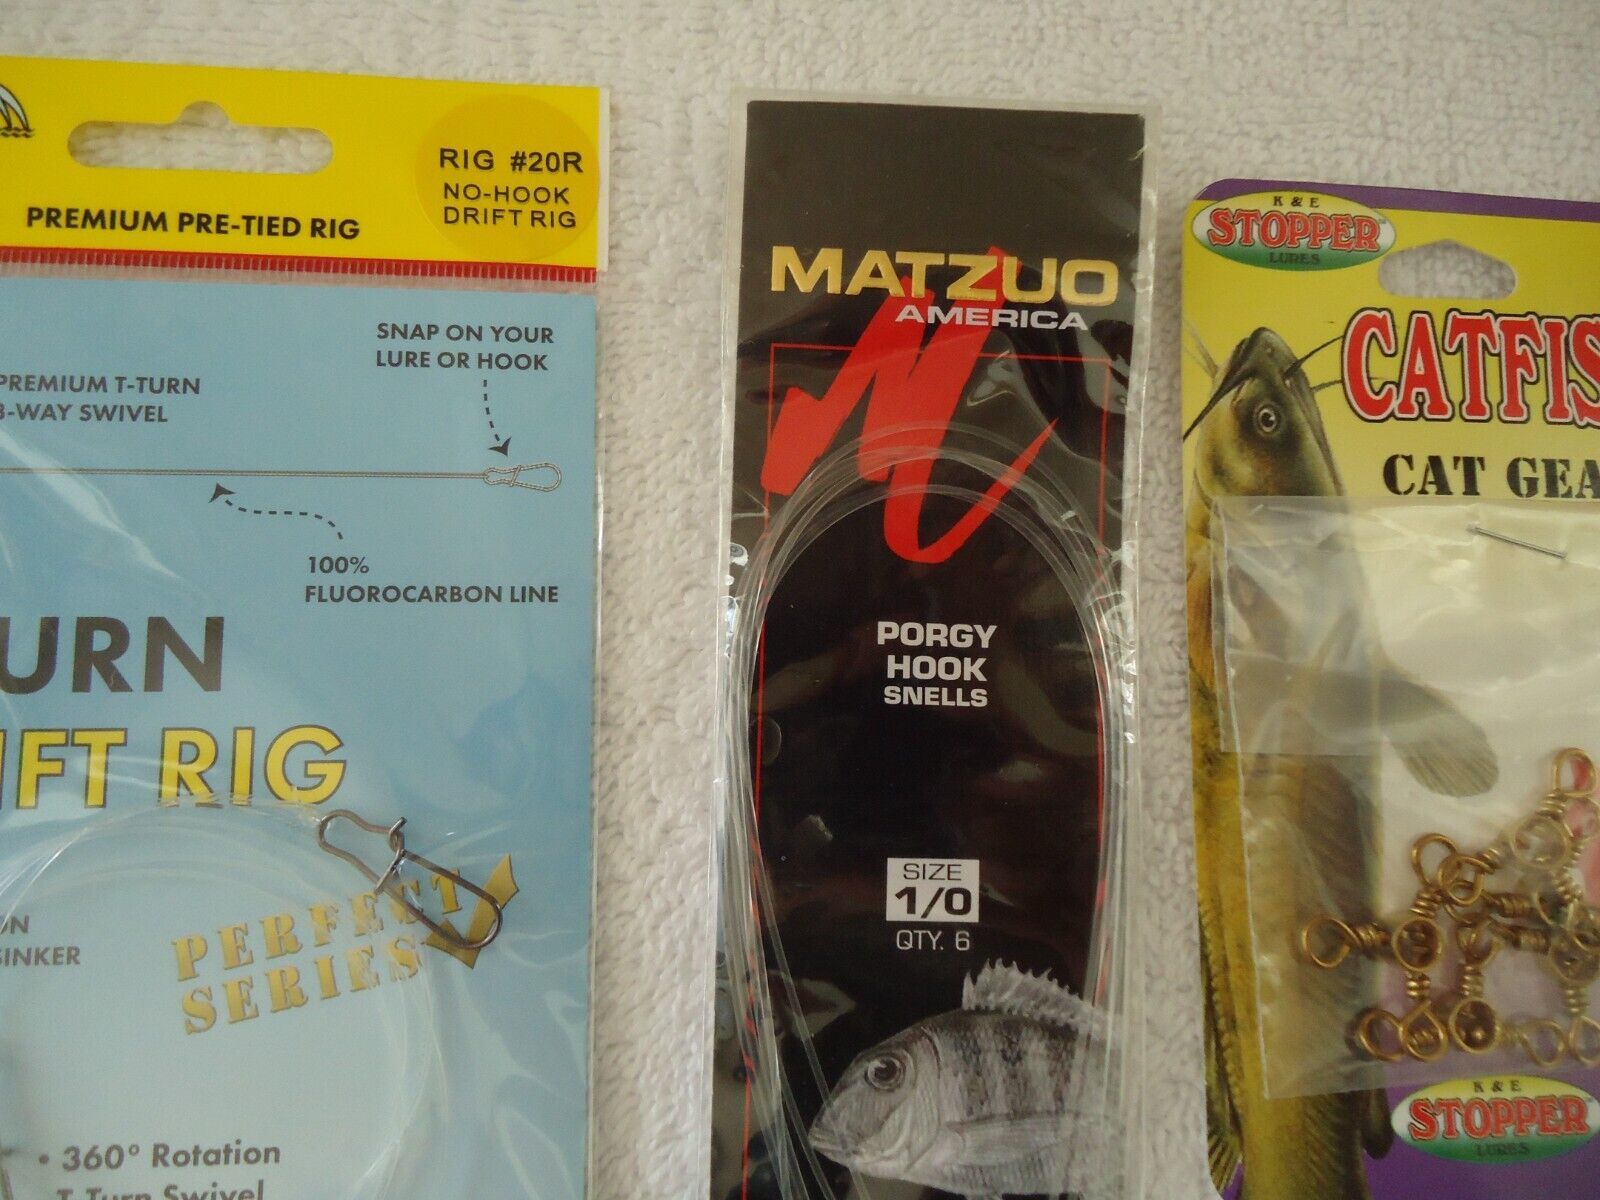 RIG #20R
NO-HOOK
DRIFT RIG
PREMIUM PRE-TIED RIG
SNAP ON YOUR
LURE OR HOOK
PREMIUM T-TURN
3-WAY SWIVEL
100%
FLUOROCARBON LINE
URN
IFT RIG
ON
SINKER
PERFECT
SERIES
• 360° Rotation
T-Turn Swivel
MATZUO
AMERICA
PORGY
HOOK
SNELLS
SIZE
1/0
QTY. 6
K & E
STOPPER
LURES
CATFIS
CAT GEA
K & E
STOPPER
LURES